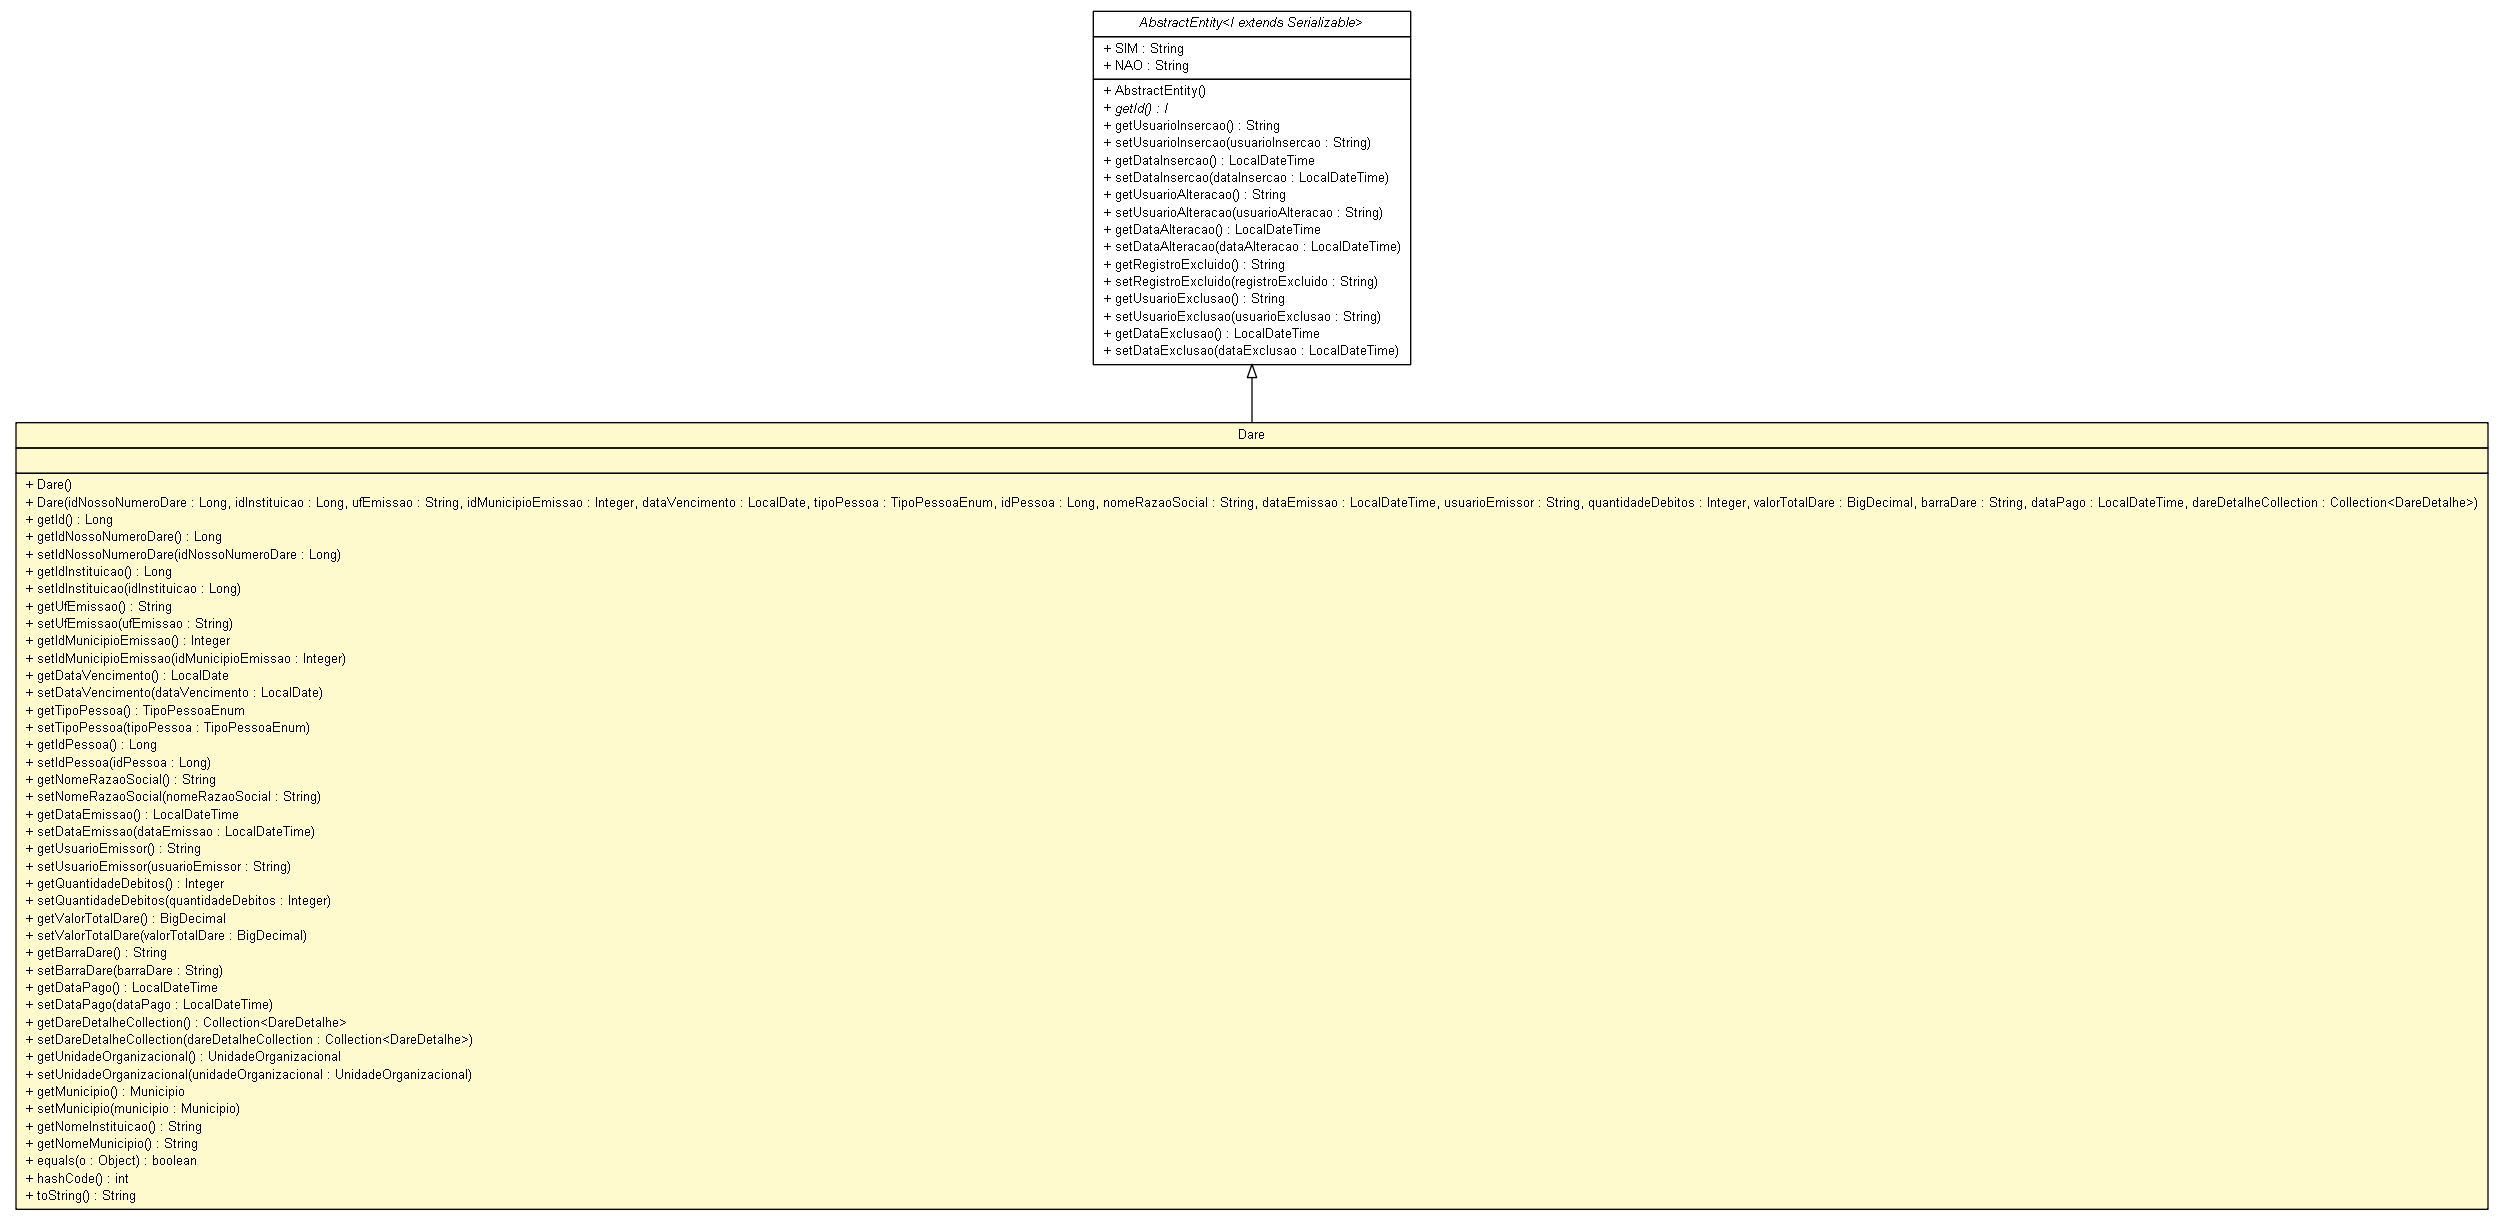 AbstractEntity<I extends Serializable>
+ SIM : String
+ NAO : String
+ AbstractEntity()
+ getId() : I
+ getUsuarioInsercao() : String
+ setUsuarioInsercao(usuarioInsercao : String)
+ getDataInsercao() : LocalDateTime
+ setDataInsercao(dataInsercao : LocalDateTime)
+ getUsuarioAlteracao() : String
+ setUsuarioAlteracao(usuarioAlteracao : String)
+ getDataAlteracao() : LocalDateTime
+ setDataAlteracao(dataAlteracao : LocalDateTime)
+ getRegistroExcluido() : String
+ setRegistroExcluido(registroExcluido : String)
+ getUsuarioExclusao() : String
+ setUsuarioExclusao(usuarioExclusao : String)
+ getDataExclusao() : LocalDateTime
+ setDataExclusao(dataExclusao : LocalDateTime)
Dare
+ Dare()
+ Dare(idNossoNumeroDare : Long, idInstituicao : Long, ufEmissao : String, idMunicipioEmissao : Integer, dataVencimento : LocalDate, tipoPessoa : TipoPessoaEnum, idPessoa : Long, nomeRazaoSocial : String, dataEmissao : LocalDateTime, usuarioEmissor : String, quantidadeDebitos : Integer, valorTotalDare : BigDecimal, barraDare : String, dataPago : LocalDateTime, dareDetalheCollection : Collection<DareDetalhe>)
+ getId() : Long
+ getIdNossoNumeroDare() : Long
+ setIdNossoNumeroDare(idNossoNumeroDare : Long)
+ getIdInstituicao() : Long
+ setIdInstituicao(idInstituicao : Long)
+ getUfEmissao() : String
+ setUfEmissao(ufEmissao : String)
+ getIdMunicipioEmissao() : Integer
+ setIdMunicipioEmissao(idMunicipioEmissao : Integer)
+ getDataVencimento() : LocalDate
+ setDataVencimento(dataVencimento : LocalDate)
+ getTipoPessoa() : TipoPessoaEnum
+ setTipoPessoa(tipoPessoa : TipoPessoaEnum)
+ getIdPessoa() : Long
+ setIdPessoa(idPessoa : Long)
+ getNomeRazaoSocial() : String
+ setNomeRazaoSocial(nomeRazaoSocial : String)
+ getDataEmissao() : LocalDateTime
+ setDataEmissao(dataEmissao : LocalDateTime)
+ getUsuarioEmissor() : String
+ setUsuarioEmissor(usuarioEmissor : String)
+ getQuantidadeDebitos() : Integer
+ setQuantidadeDebitos(quantidadeDebitos : Integer)
+ getValorTotalDare() : BigDecimal
+ setValorTotalDare(valorTotalDare : BigDecimal)
+ getBarraDare() : String
+ setBarraDare(barraDare : String)
+ getDataPago() : LocalDateTime
+ setDataPago(dataPago : LocalDateTime)
+ getDareDetalheCollection() : Collection<DareDetalhe>
+ setDareDetalheCollection(dareDetalheCollection : Collection<DareDetalhe>)
+ getUnidadeOrganizacional() : UnidadeOrganizacional
+ setUnidadeOrganizacional(unidadeOrganizacional : UnidadeOrganizacional)
+ getMunicipio() : Municipio
+ setMunicipio(municipio : Municipio)
+ getNomeInstituicao() : String
+ getNomeMunicipio() : String
+ equals(o : Object) : boolean
+ hashCode() : int
+ toString() : String